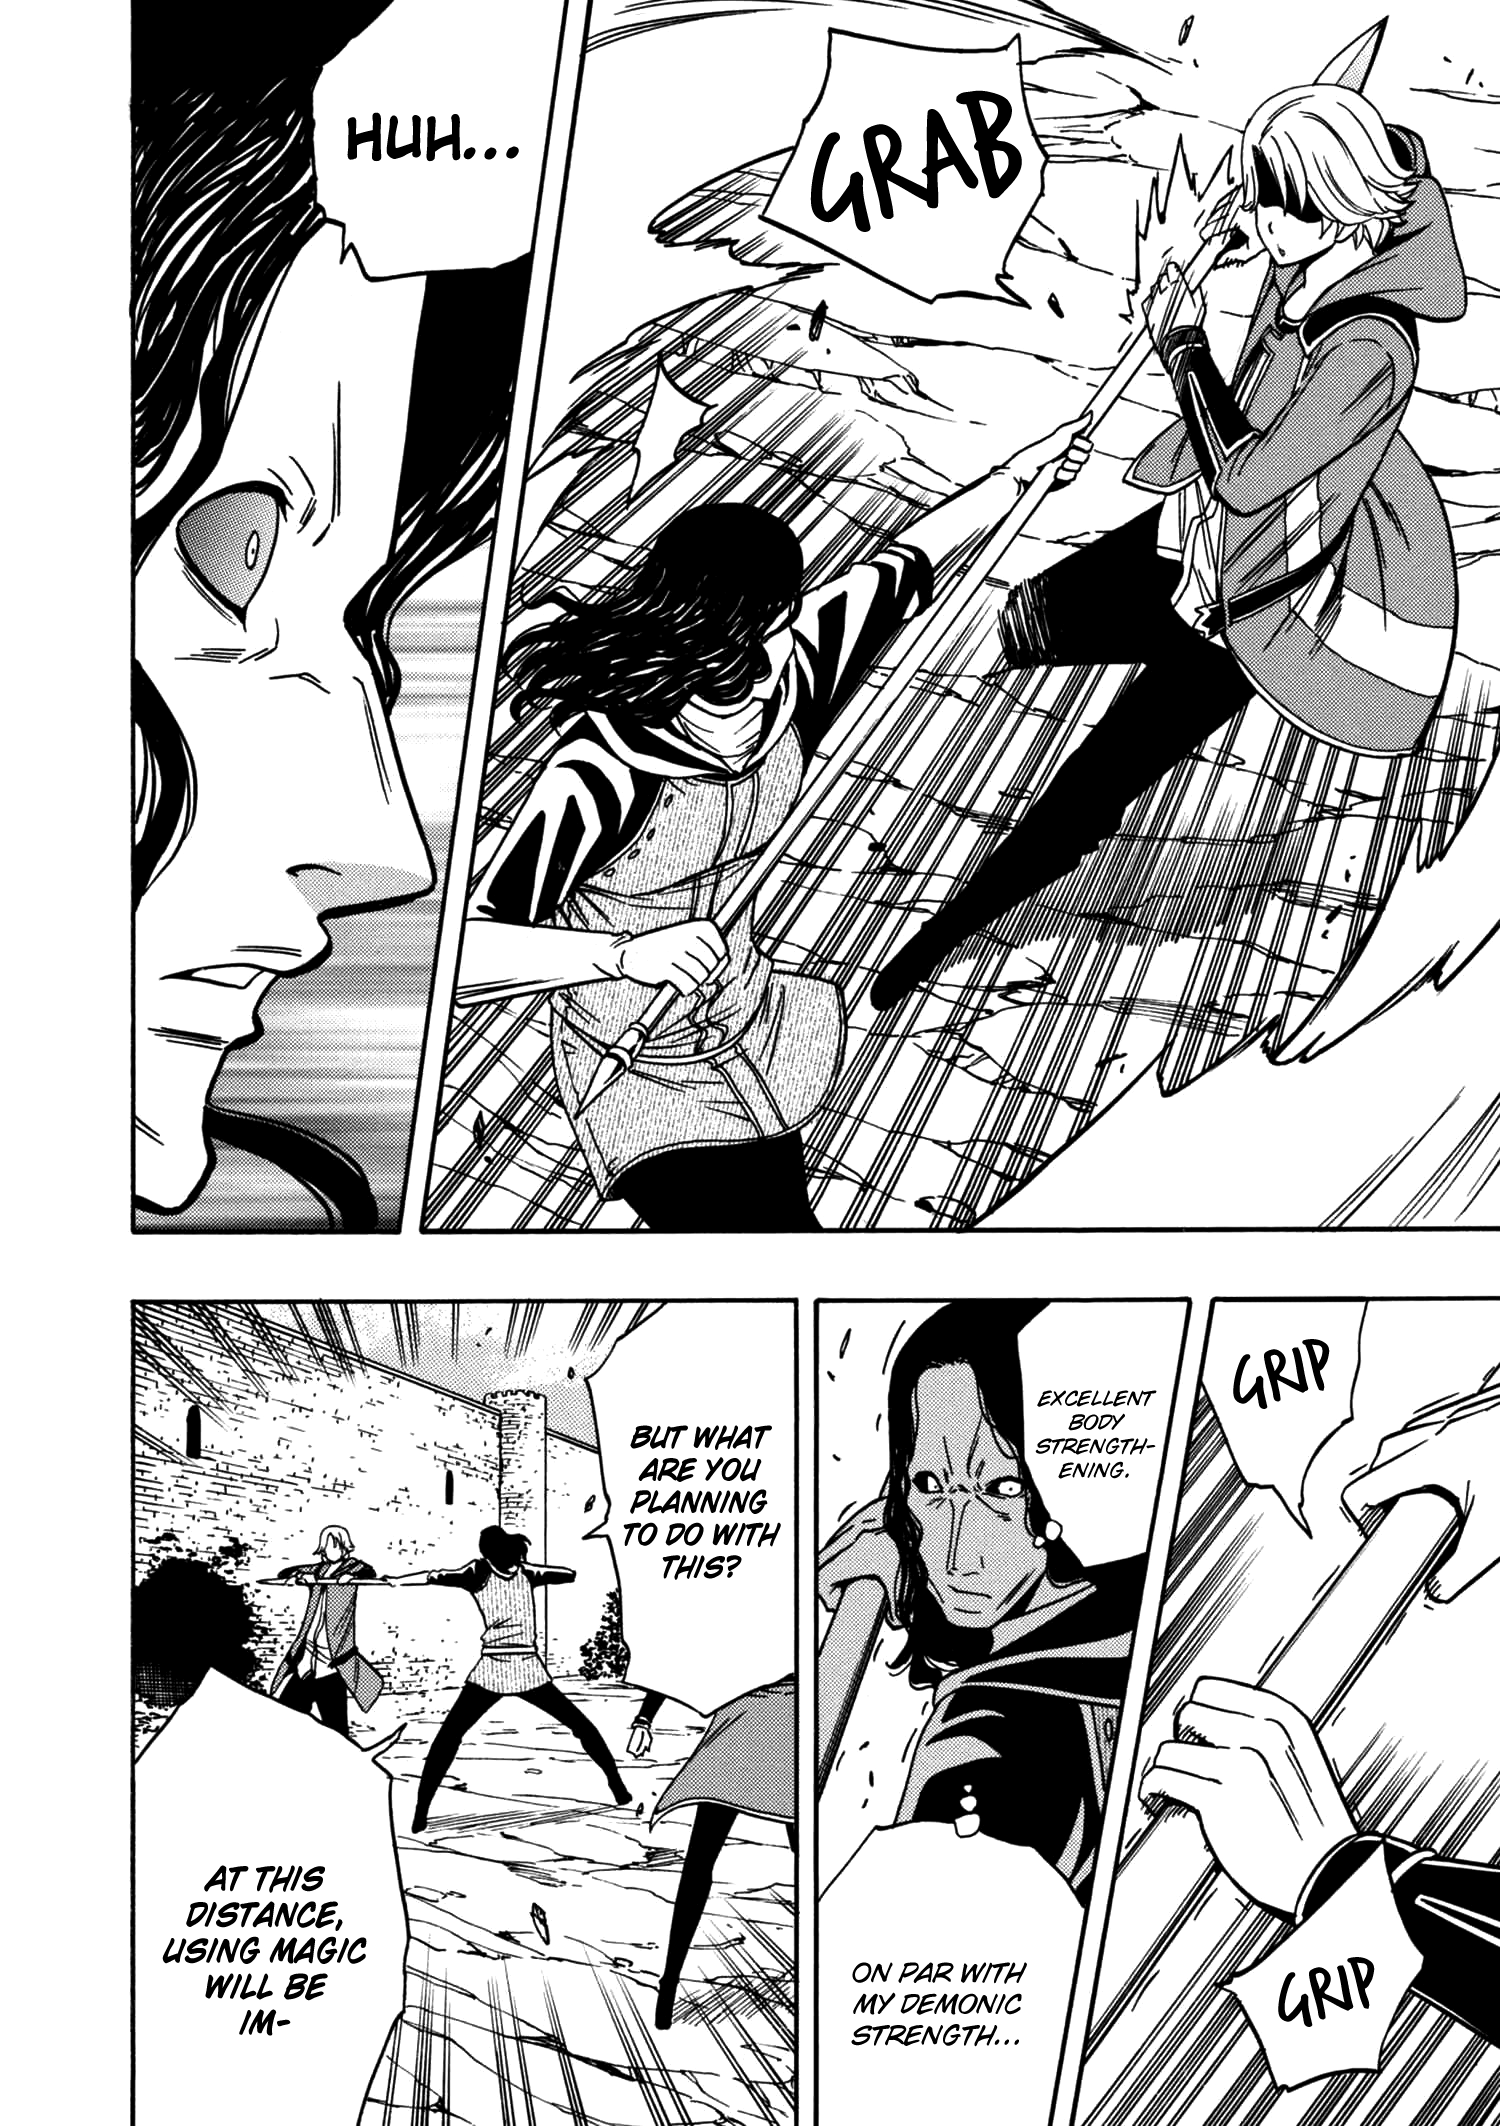 GRAB
HUH...
GRIP
GRIP
EXCELLENT
BODY
STRENGTH-
ENING.
ON PAR WITH
MY DEMONIC
STRENGTH...
BUT WHAT
ARE YOU
PLANNING
TO DO WITH
THIS?
AT THIS
DISTANCE,
USING MAGIC
WILL BE
IM-